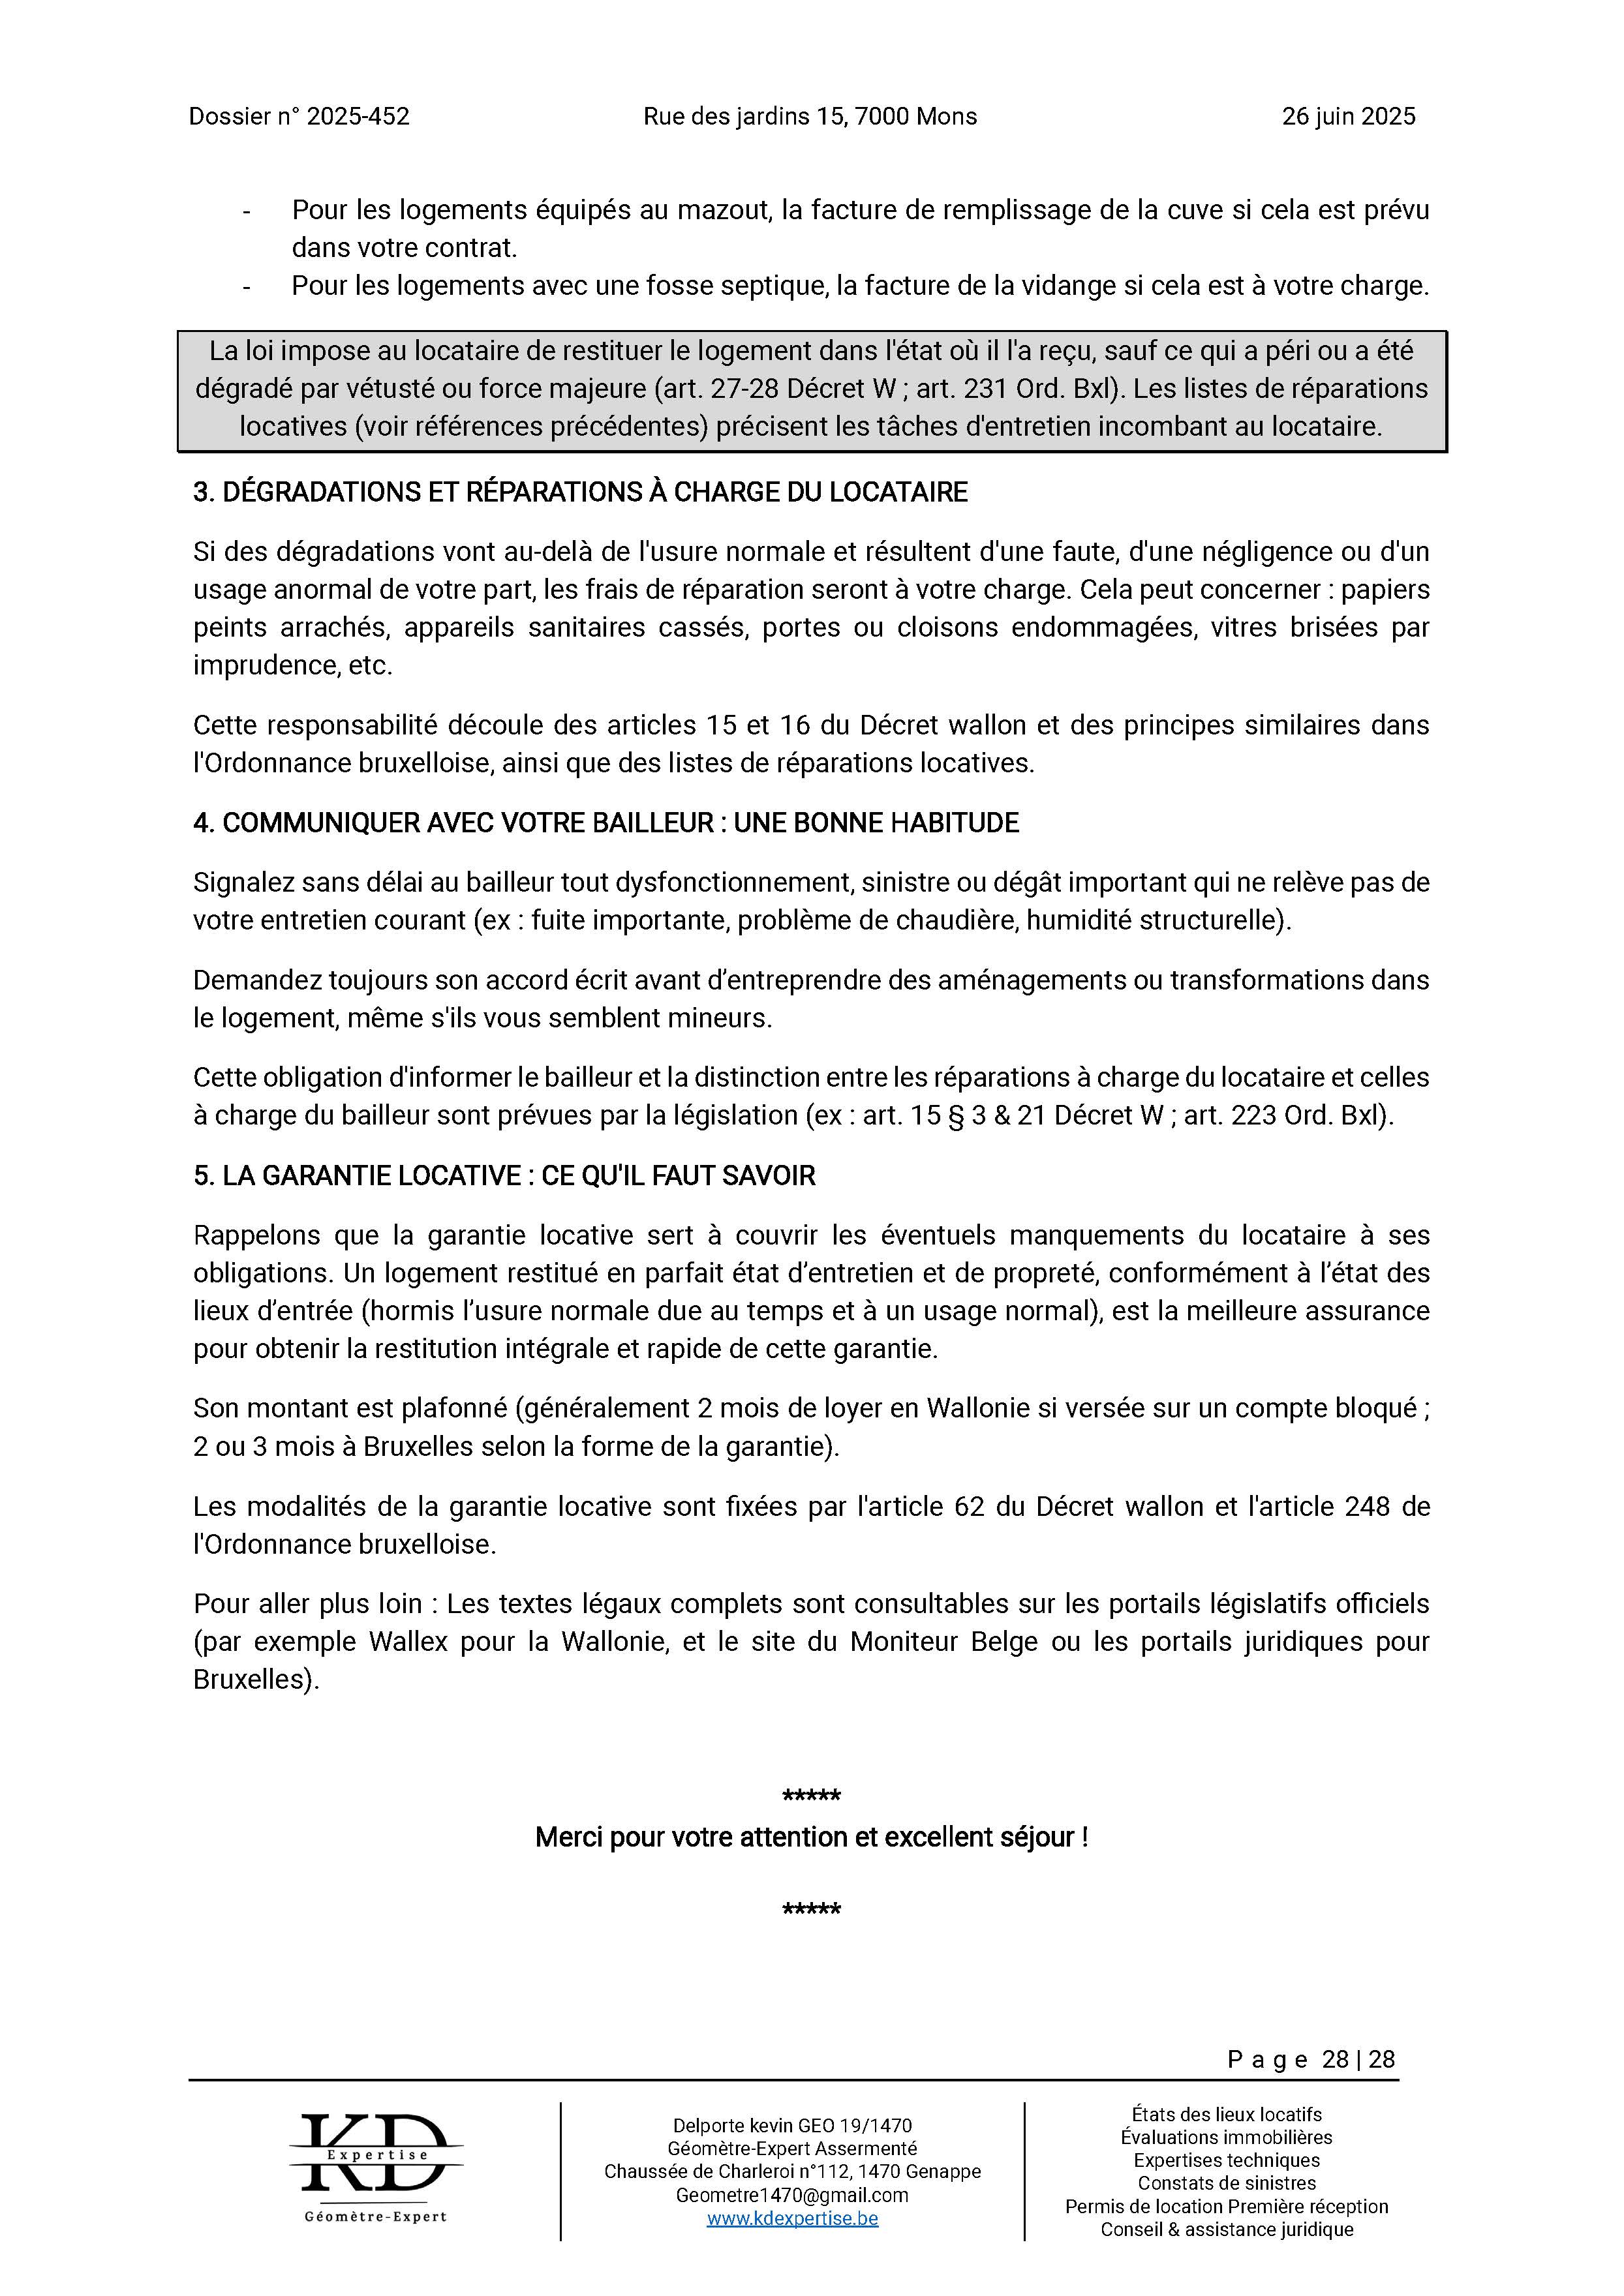 Dossier n° 2025-452 Rue des jardins 15, 7000 Mons 26 juin 2025
- Pour les logements équipés au mazout, la facture de remplissage de la cuve si cela est prévu
dans votre contrat.
- Pour les logements avec une fosse septique, la facture de la vidange si cela est à votre charge.
La loi impose au locataire de restituer le logement dans l'état où il l'a reçu, sauf ce qui a péri ou a été
dégradé par vétusté ou force majeure (art. 27-28 Décret W ; art. 231 Ord. Bxl). Les listes de réparations
locatives (voir références précédentes) précisent les tâches d'entretien incombant au locataire.
3. DÉGRADATIONS ET RÉPARATIONS À CHARGE DU LOCATAIRE
Si des dégradations vont au-delà de l'usure normale et résultent d'une faute, d'une négligence ou d'un
usage anormal de votre part, les frais de réparation seront à votre charge. Cela peut concerner : papiers
peints arrachés, appareils sanitaires cassés, portes ou cloisons endommagées, vitres brisées par
imprudence, etc.
Cette responsabilité découle des articles 15 et 16 du Décret wallon et des principes similaires dans
l'Ordonnance bruxelloise, ainsi que des listes de réparations locatives.
4. COMMUNIQUER AVEC VOTRE BAILLEUR : UNE BONNE HABITUDE
Signalez sans délai au bailleur tout dysfonctionnement, sinistre ou dégât important qui ne relève pas de
votre entretien courant (ex : fuite importante, problème de chaudière, humidité structurelle).
Demandez toujours son accord écrit avant d’entreprendre des aménagements ou transformations dans
le logement, même s'ils vous semblent mineurs.
Cette obligation d'informer le bailleur et la distinction entre les réparations à charge du locataire et celles
à charge du bailleur sont prévues par la législation (ex : art. 15 § 3 & 21 Décret W ; art. 223 Ord. Bxl).
5. LA GARANTIE LOCATIVE : CE QU'IL FAUT SAVOIR
Rappelons que la garantie locative sert à couvrir les éventuels manquements du locataire à ses
obligations. Un logement restitué en parfait état d’entretien et de propreté, conformément à l’état des
lieux d’entrée (hormis l’usure normale due au temps et à un usage normal), est la meilleure assurance
pour obtenir la restitution intégrale et rapide de cette garantie.
Son montant est plafonné (généralement 2 mois de loyer en Wallonie si versée sur un compte bloqué ;
2 ou 3 mois à Bruxelles selon la forme de la garantie).
Les modalités de la garantie locative sont fixées par l'article 62 du Décret wallon et l'article 248 de
l'Ordonnance bruxelloise.
Pour aller plus loin : Les textes légaux complets sont consultables sur les portails législatifs officiels
(par exemple Wallex pour la Wallonie, et le site du Moniteur Belge ou les portails juridiques pour
Bruxelles).
*****
Merci pour votre attention et excellent séjour !
*****
Page 28 | 28
KD
Expertise
Géomètre-Expert
Delporte kevin GEO 19/1470
Géomètre-Expert Assermenté
Chaussée de Charleroi n°112, 1470 Genappe
Geometre1470@gmail.com
www.kdexpertise.be
États des lieux locatifs
Évaluations immobilières
Expertises techniques
Constats de sinistres
Permis de location Première réception
Conseil & assistance juridique